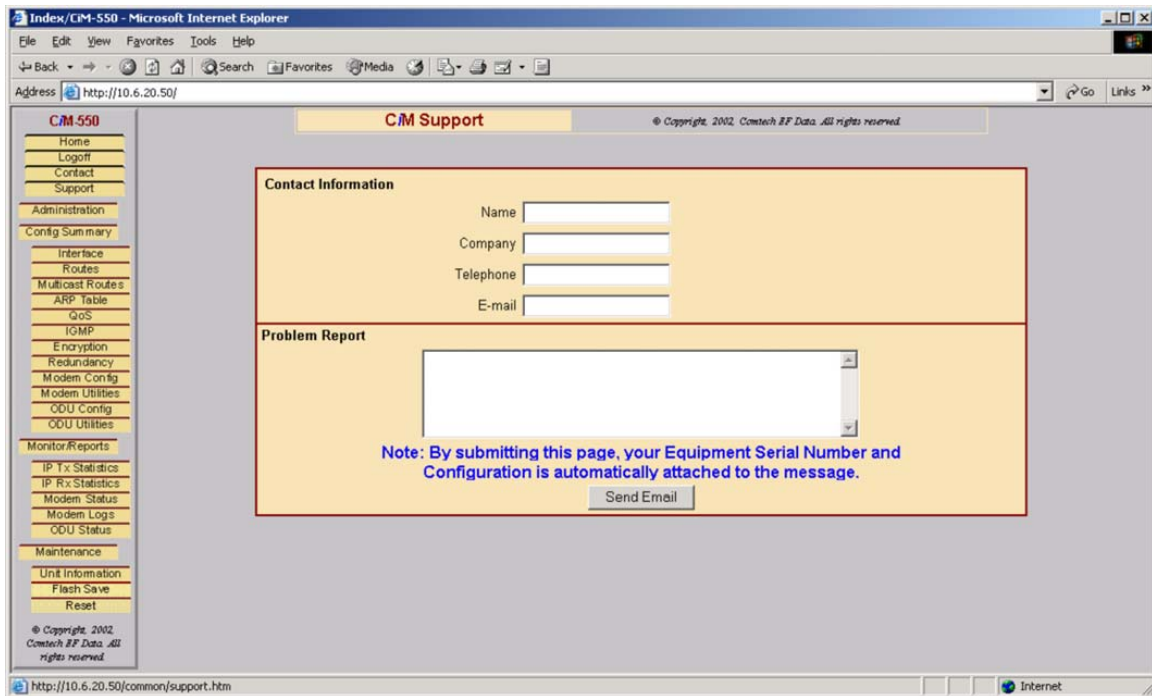 Index/CiM-550 - Microsoft Internet Explorer
File Edit View Favorites Tools Help
Back Search Favorites Media
Address http://10.6.20.50/ Go Links »
CiM-550
Home
Logoff
Contact
Support
Administration
Config Summary
Interface
Routes
Multicast Routes
ARP Table
QoS
IGMP
Encryption
Redundancy
Modem Config
Modem Utilities
ODU Config
ODU Utilities
Monitor/Reports
IP Tx Statistics
IP Rx Statistics
Modem Status
Modem Logs
ODU Status
Maintenance
Unit Information
Flash Save
Reset
© Copyright, 2002,
Comtech EF Data. All
rights reserved.
CiM Support
© Copyright, 2002, Comtech EF Data. All rights reserved.
Contact Information
Name
Company
Telephone
E-mail
Problem Report
Note: By submitting this page, your Equipment Serial Number and
Configuration is automatically attached to the message.
Send Email
http://10.6.20.50/common/support.htm Internet